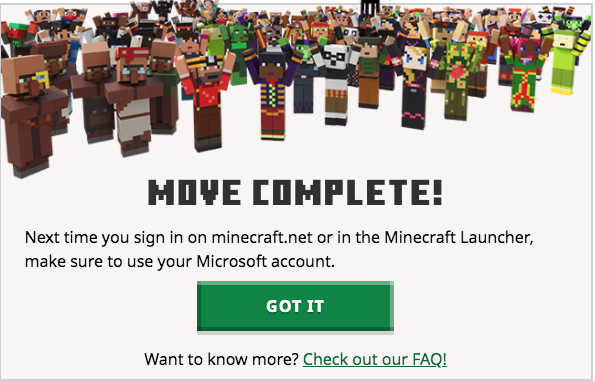 MOVE COMPLETE!
Next time you sign in on minecraft.net or in the Minecraft Launcher,
make sure to use your Microsoft account.
GOT IT
Want to know more? Check out our FAQ!